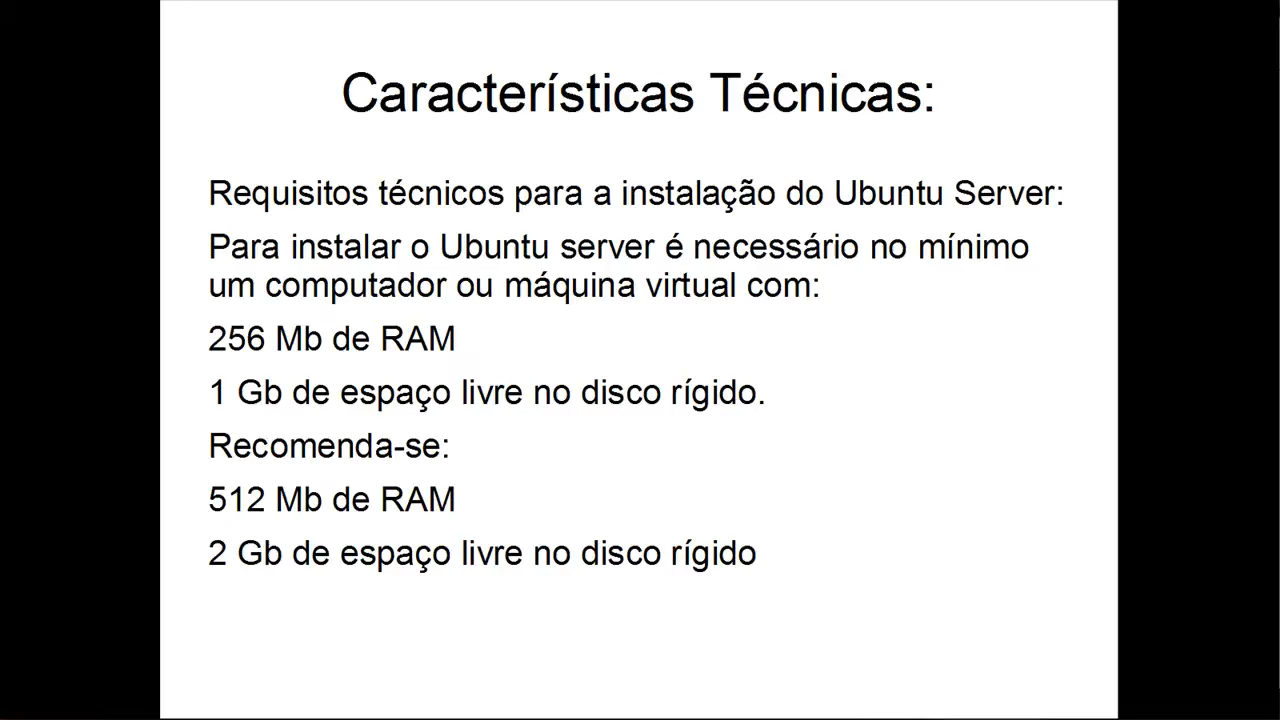 Características Técnicas:
Requisitos técnicos para a instalação do Ubuntu Server:
Para instalar o Ubuntu server é necessário no mínimo
um computador ou máquina virtual com:
256 Mb de RAM
1 Gb de espaço livre no disco rígido.
Recomenda-se:
512 Mb de RAM
2 Gb de espaço livre no disco rígido